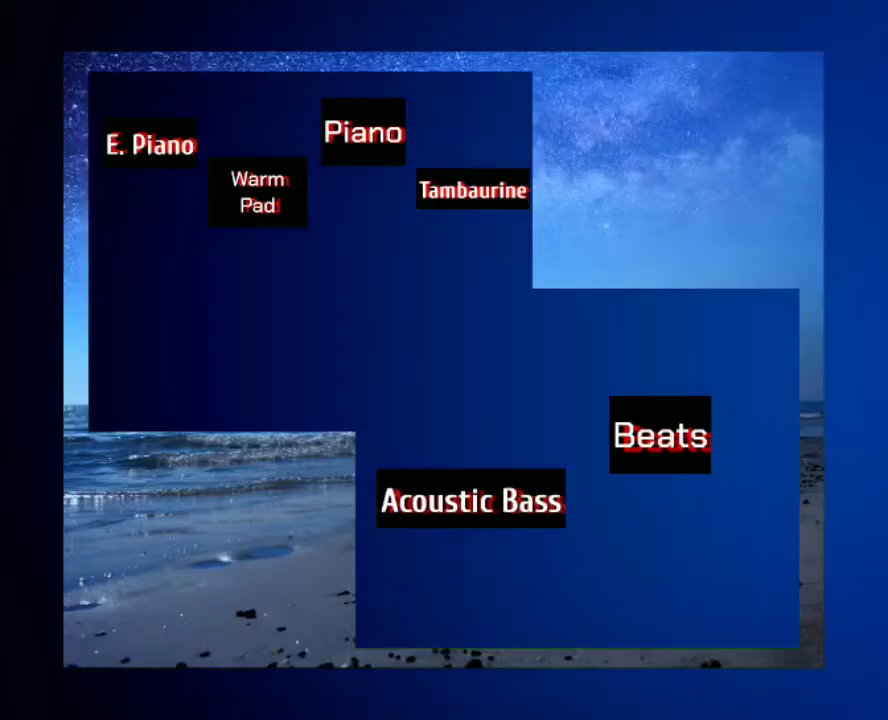 E. Piano
Piano
Warm
Pad
Tambaurine
Beats
Acoustic Bass